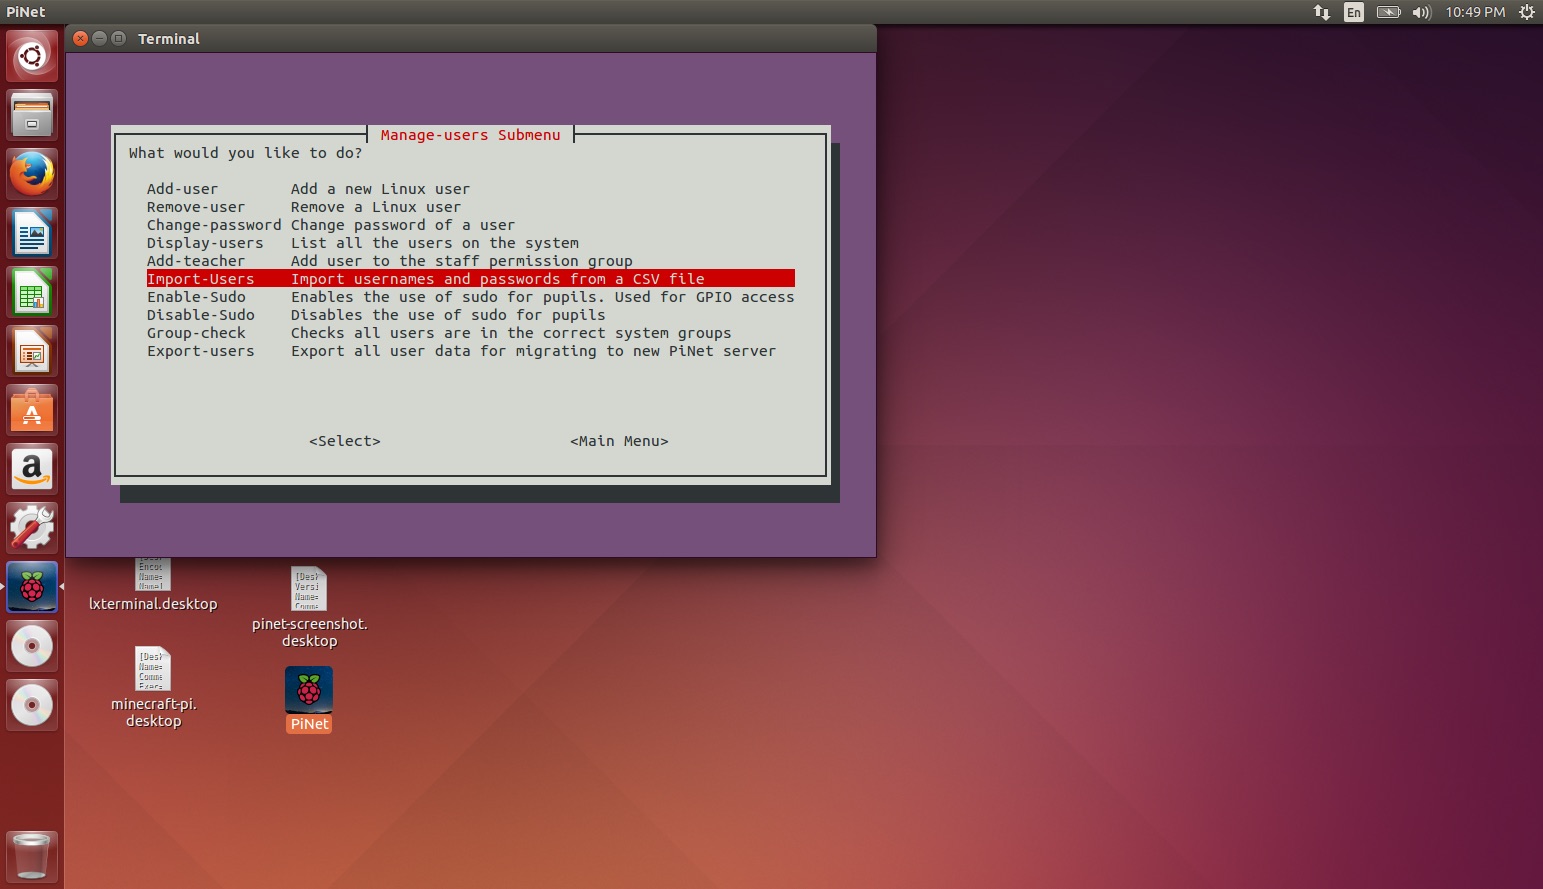 PiNet
En
10:49 PM
Terminal
Manage-users Submenu
What would you like to do?
Add-user Add a new Linux user
Remove-user Remove a Linux user
Change-password Change password of a user
Display-users List all the users on the system
Add-teacher Add user to the staff permission group
Import-Users Import usernames and passwords from a CSV file
Enable-Sudo Enables the use of sudo for pupils. Used for GPIO access
Disable-Sudo Disables the use of sudo for pupils
Group-check Checks all users are in the correct system groups
Export-users Export all user data for migrating to new PiNet server
<Select> <Main Menu>
lxterminal.desktop
pinet-screenshot.
desktop
minecraft-pi.
desktop
PiNet